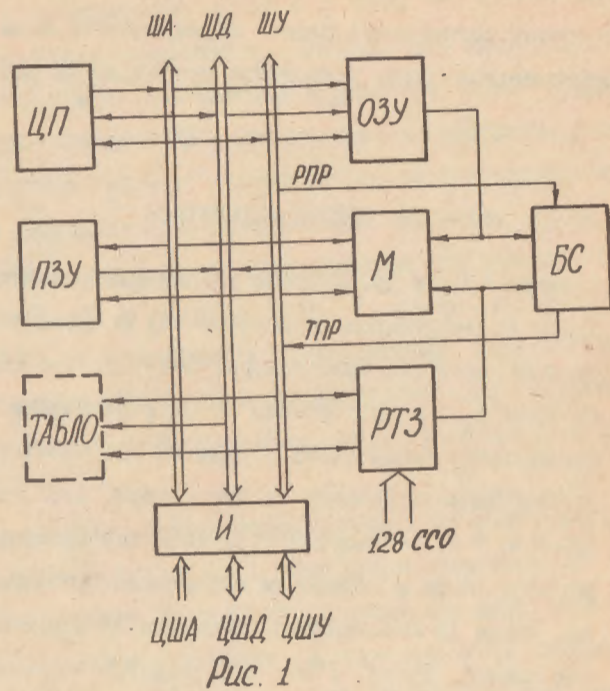 ША ШД ШУ
ЦП
ОЗУ
РПР
ПЗУ
М
БС
ТПР
ТАБЛО
РТЗ
И
128 ССО
ЦША ЦШД ЦШУ
Рис. 1